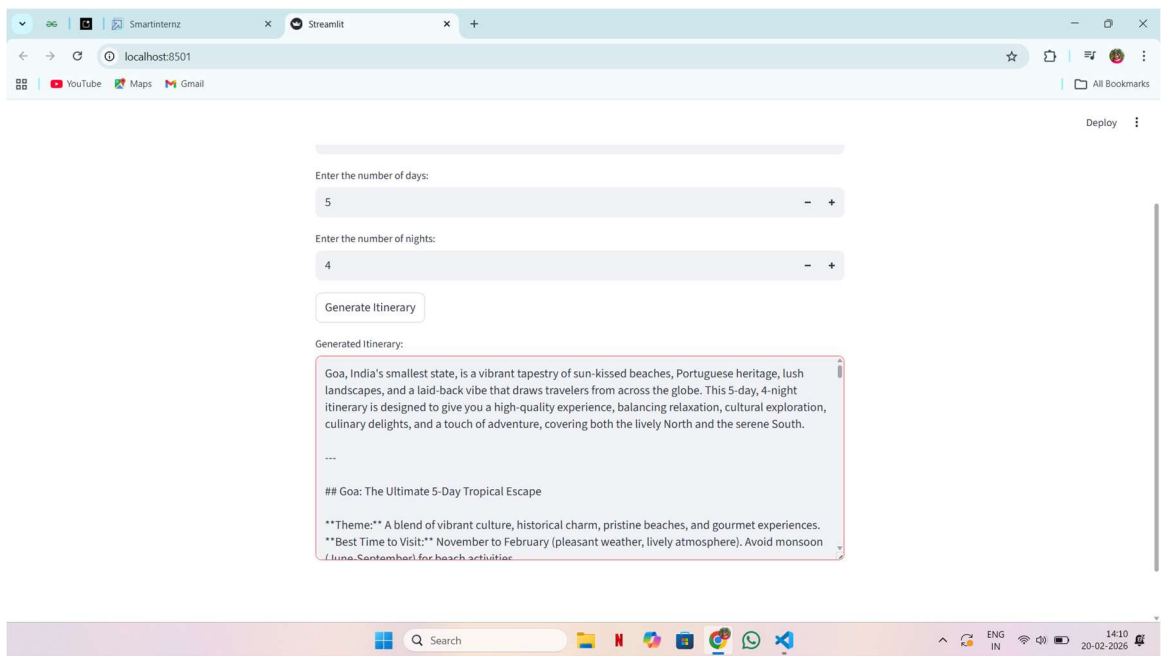 Smartinternz
Streamlit
localhost:8501
YouTube
Maps
Gmail
All Bookmarks
Deploy
Enter the number of days:
5
Enter the number of nights:
4
Generate Itinerary
Generated Itinerary:
Goa, India's smallest state, is a vibrant tapestry of sun-kissed beaches, Portuguese heritage, lush
landscapes, and a laid-back vibe that draws travelers from across the globe. This 5-day, 4-night
itinerary is designed to give you a high-quality experience, balancing relaxation, cultural exploration,
culinary delights, and a touch of adventure, covering both the lively North and the serene South.
---
## Goa: The Ultimate 5-Day Tropical Escape
**Theme:** A blend of vibrant culture, historical charm, pristine beaches, and gourmet experiences.
**Best Time to Visit:** November to February (pleasant weather, lively atmosphere). Avoid monsoon
(June-September) for beach activities.
Search
ENG
IN
14:10
20-02-2026